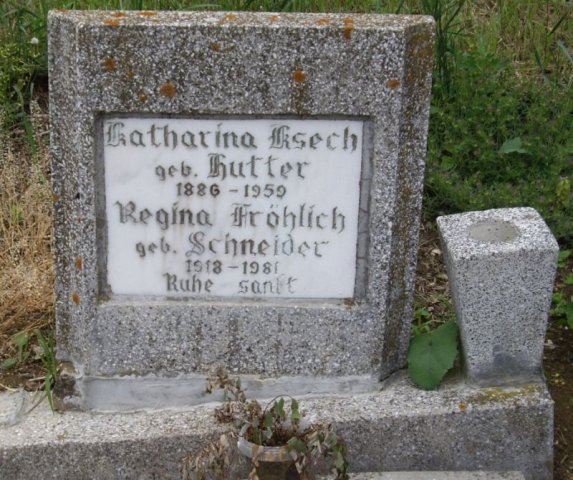 Katharina Ksech
geb. Hutter
1886 - 1959
Regina Fröhlich
geb. Schneider
1918 - 1981
Ruhe sanft